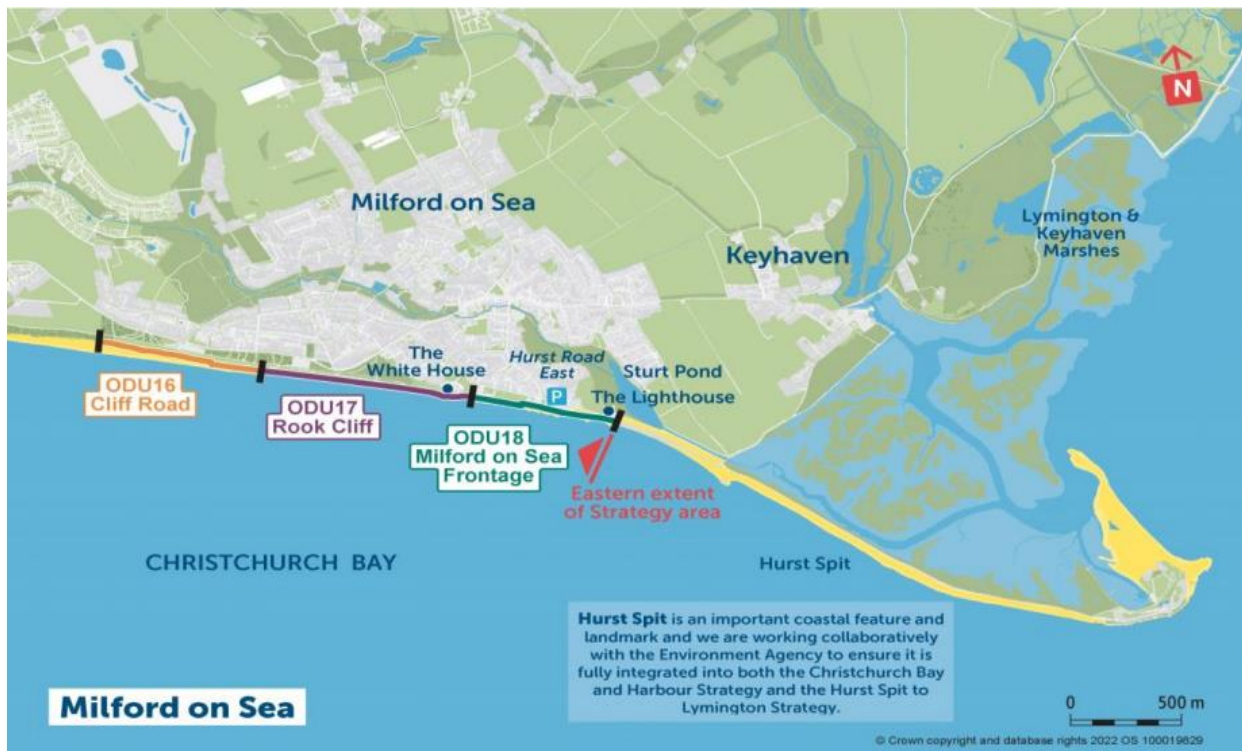 N
Milford on Sea
Keyhaven
Lymington &
Keyhaven
Marshes
The
White House
Hurst Road
East
P
Sturt Pond
The Lighthouse
ODU16
Cliff Road
ODU17
Rook Cliff
ODU18
Milford on Sea
Frontage
Eastern extent
of Strategy area
CHRISTCHURCH BAY
Hurst Spit
Hurst Spit is an important coastal feature and
landmark and we are working collaboratively
with the Environment Agency to ensure it is
fully integrated into both the Christchurch Bay
and Harbour Strategy and the Hurst Spit to
Lymington Strategy.
Milford on Sea
0 500 m
© Crown copyright and database rights 2022 OS 100019829